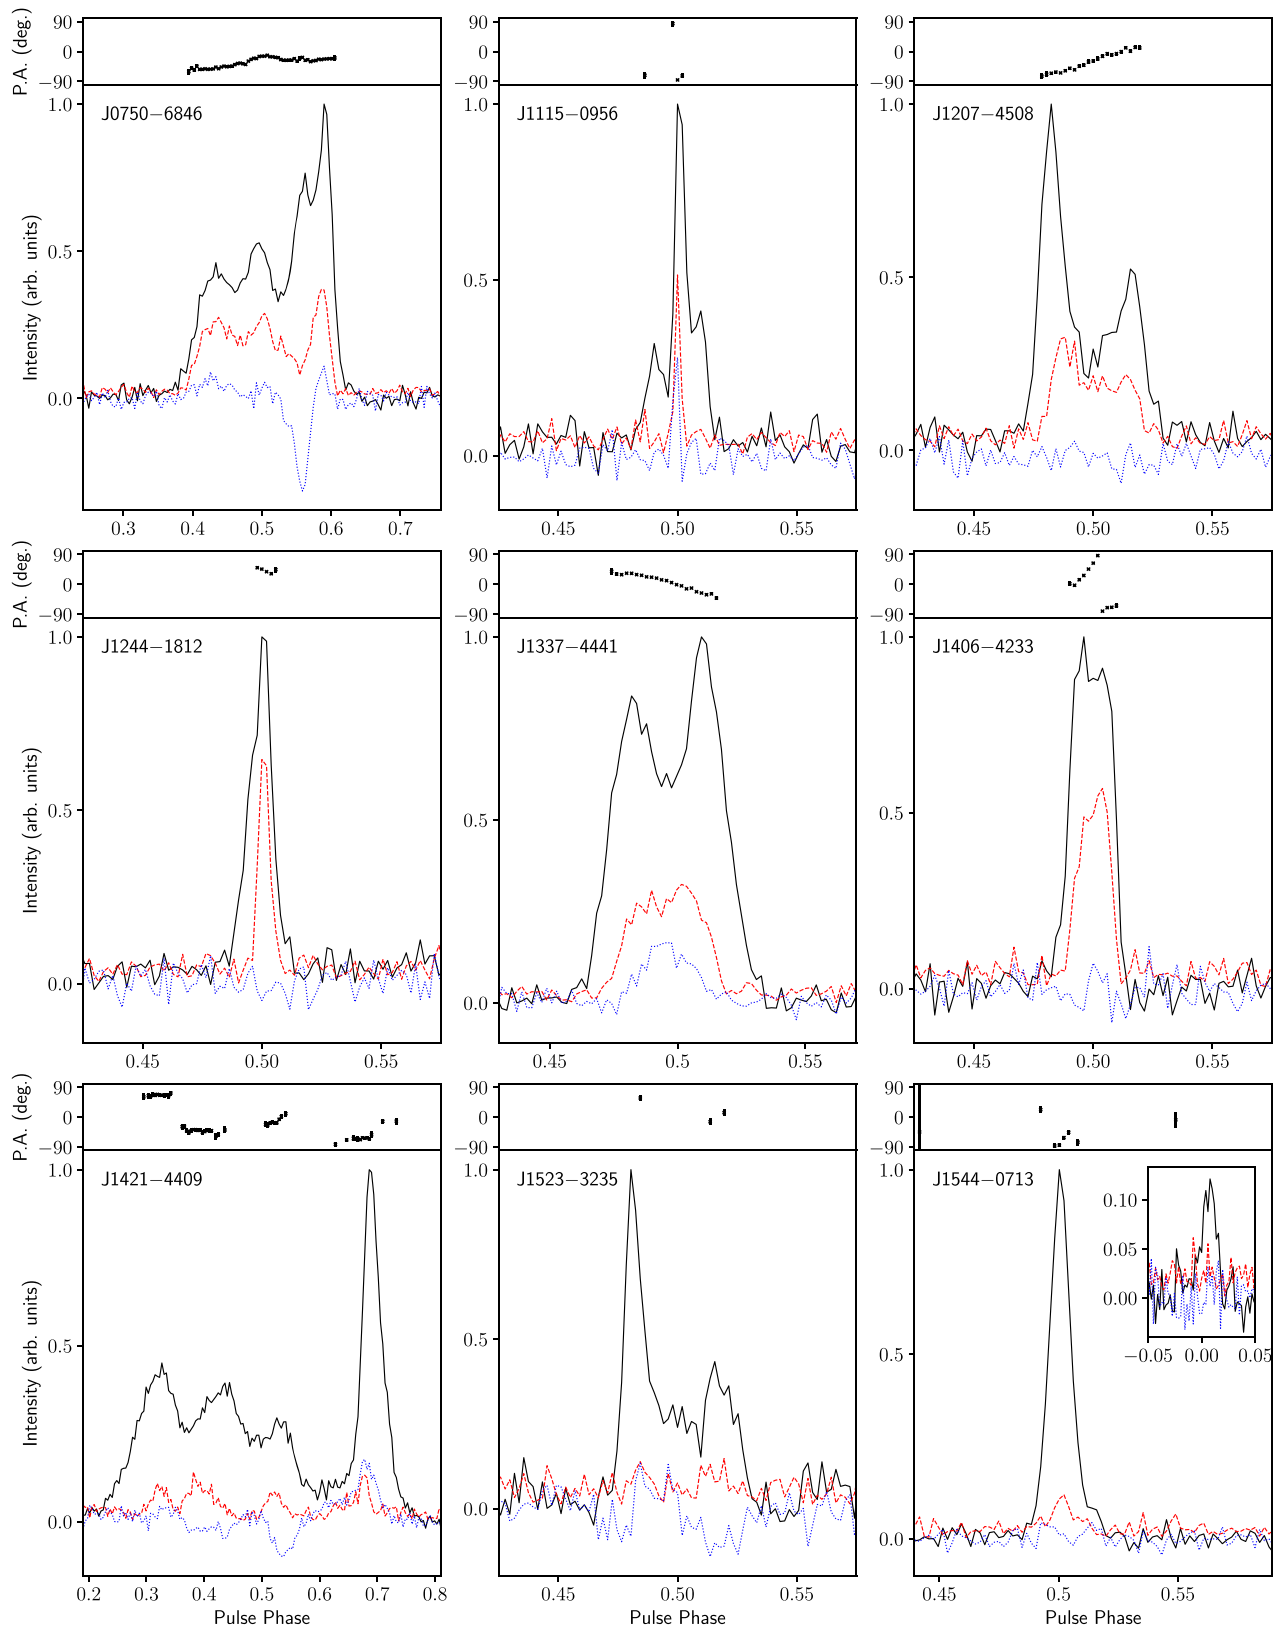 P.A. (deg.)
90
0
−90
90
0
−90
90
0
−90
J0750−6846
J1115−0956
J1207−4508
Intensity (arb. units)
1.0
0.5
0.0
1.0
0.5
0.0
1.0
0.5
0.0
0.3 0.4 0.5 0.6 0.7
0.45 0.50 0.55
0.45 0.50 0.55
P.A. (deg.)
90
0
−90
90
0
−90
90
0
−90
J1244−1812
J1337−4441
J1406−4233
Intensity (arb. units)
1.0
0.5
0.0
1.0
0.5
0.0
1.0
0.5
0.0
0.45 0.50 0.55
0.45 0.5 0.55
0.45 0.50 0.55
P.A. (deg.)
90
0
−90
90
0
−90
90
0
−90
J1421−4409
J1523−3235
J1544−0713
Intensity (arb. units)
1.0
0.5
0.0
1.0
0.5
0.0
1.0
0.5
0.0
0.10
0.05
0.00
−0.05 0.00 0.05
0.2 0.3 0.4 0.5 0.6 0.7 0.8
0.45 0.50 0.55
0.45 0.5 0.55
Pulse Phase
Pulse Phase
Pulse Phase